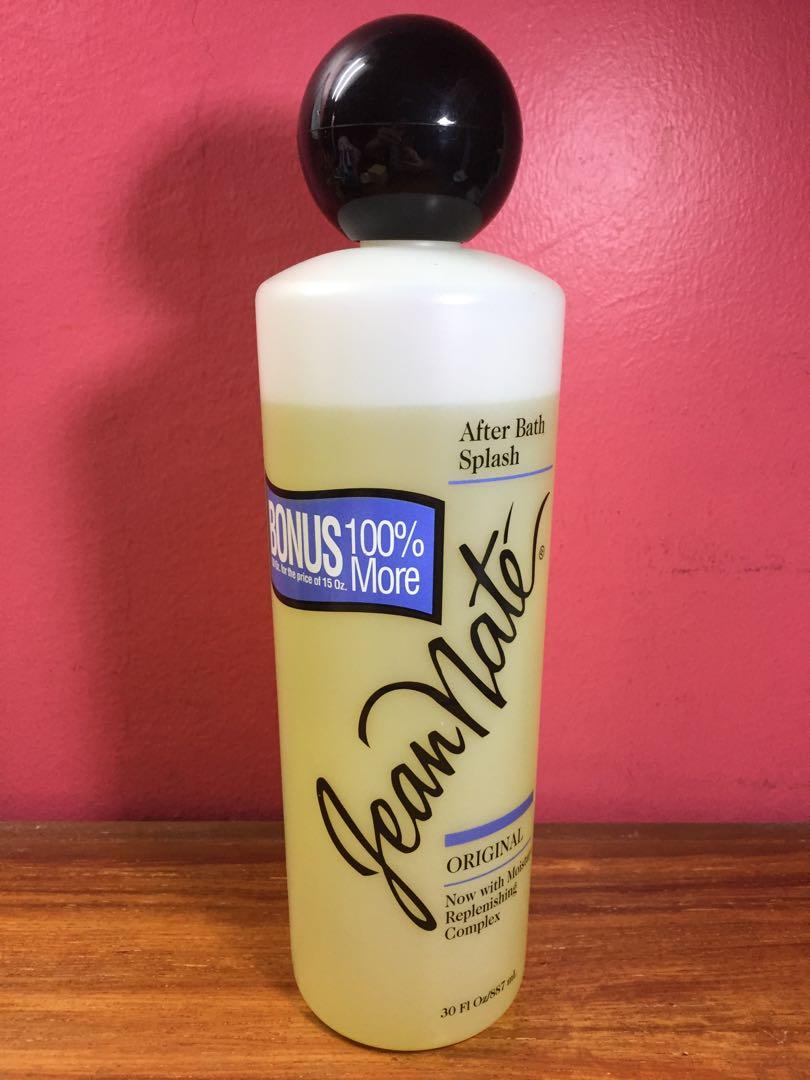 After Bath
Splash
BONUS 100%
More
for the price of 15 Oz.
Jean Naté ®
ORIGINAL
Now with
Replenishing
Complex
30 Fl Oz/887 ml